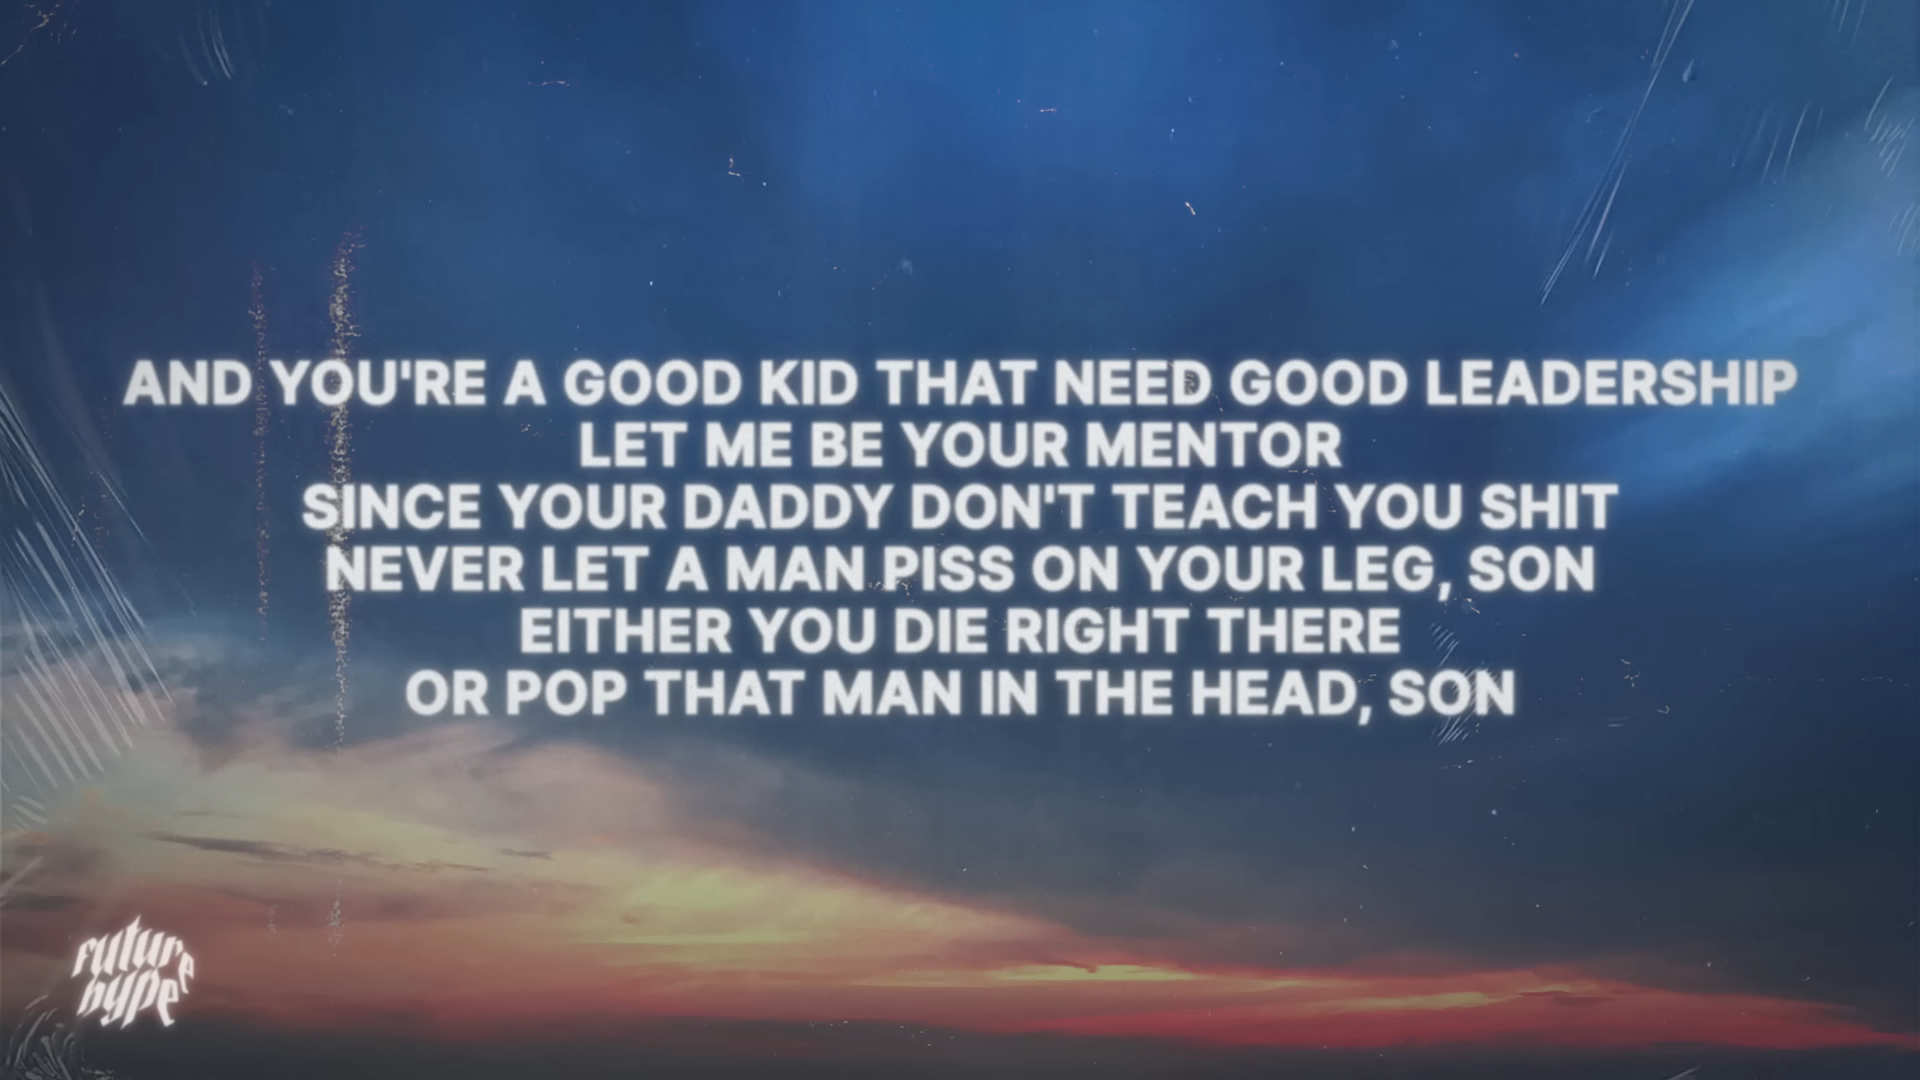 AND YOU'RE A GOOD KID THAT NEED GOOD LEADERSHIP
LET ME BE YOUR MENTOR
SINCE YOUR DADDY DON'T TEACH YOU SHIT
NEVER LET A MAN PISS ON YOUR LEG, SON
EITHER YOU DIE RIGHT THERE
OR POP THAT MAN IN THE HEAD, SON
future
hype